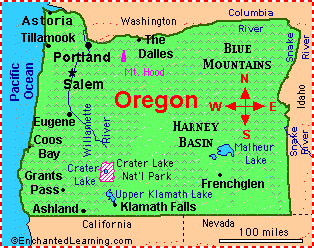 Astoria
Washington
Columbia
River
Tillamook
The
Dalles
Portland
Blue
Mountains
Snake
River
Mt. Hood
Pacific
Ocean
Salem
Oregon
N
W
E
S
Idaho
Willamette
River
Eugene
Harney
Basin
Snake
River
Coos
Bay
Malheur
Lake
Crater
Lake
Crater Lake
Nat'l Park
Grants
Pass
Frenchglen
Upper Klamath Lake
Ashland
Klamath Falls
California
Nevada
100 miles
©EnchantedLearning.com